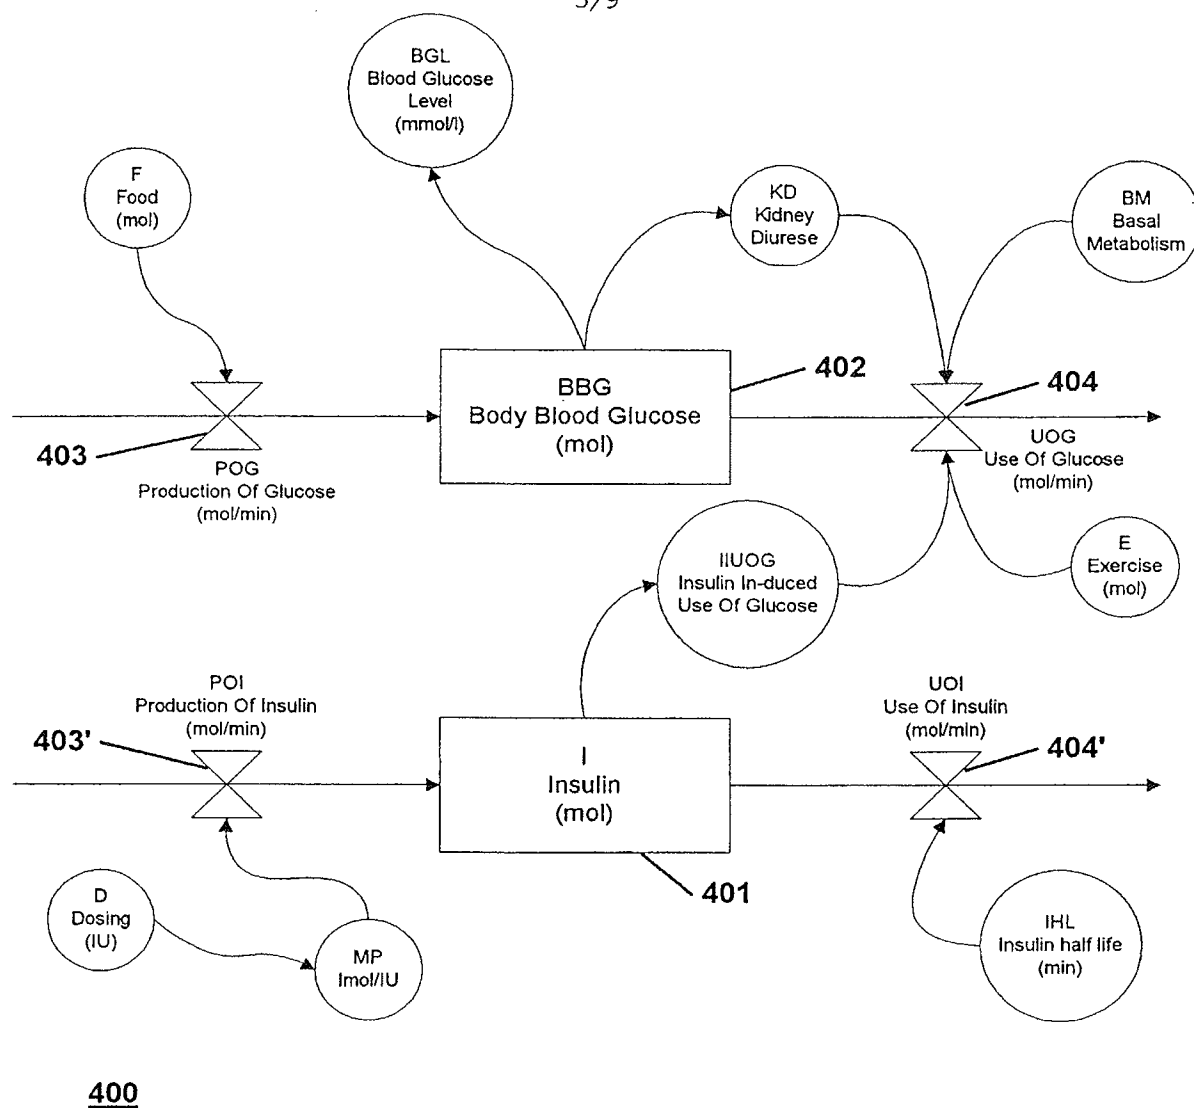 3/9
BGL
Blood Glucose
Level
(mmol/l)
F
Food
(mol)
KD
Kidney
Diurese
BM
Basal
Metabolism
402
404
BBG
Body Blood Glucose
(mol)
403
POG
Production Of Glucose
(mol/min)
UOG
Use Of Glucose
(mol/min)
IIUOG
Insulin In-duced
Use Of Glucose
E
Exercise
(mol)
POI
Production Of Insulin
(mol/min)
UOI
Use Of Insulin
(mol/min)
403'
404'
I
Insulin
(mol)
401
D
Dosing
(IU)
MP
Imol/IU
IHL
Insulin half life
(min)
400